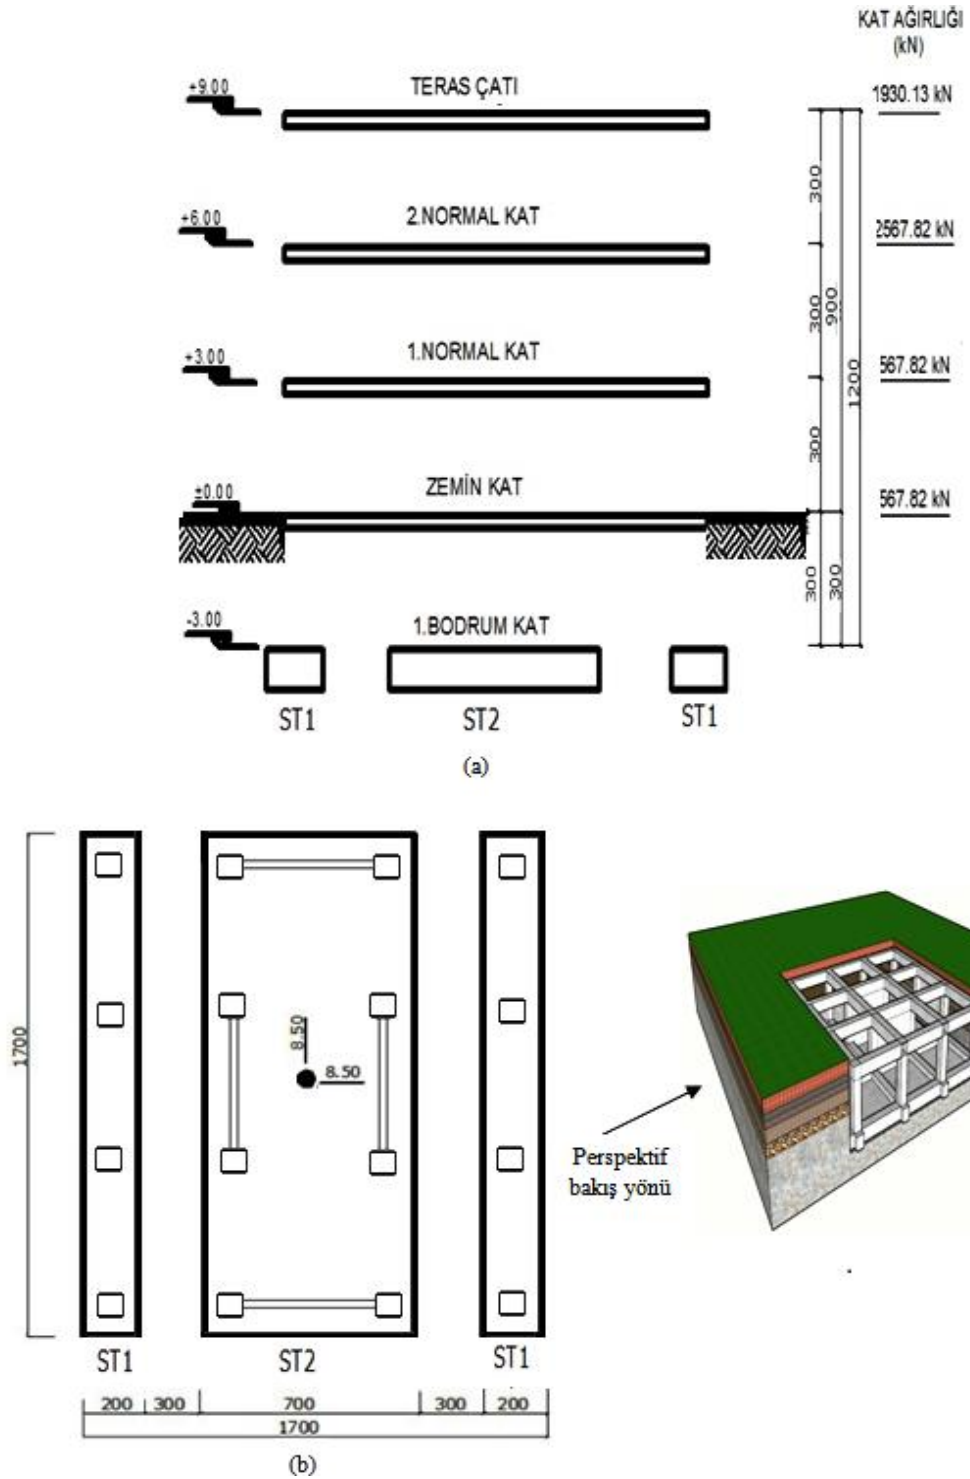 KAT AĞIRLIĞI
(kN)
+9.00
TERAS ÇATI
1930.13 kN
300
+6.00
2.NORMAL KAT
2567.82 kN
300
900
+3.00
1.NORMAL KAT
567.82 kN
1200
300
±0.00
ZEMİN KAT
567.82 kN
300
300
-3.00
1.BODRUM KAT
ST1
ST2
ST1
(a)
1700
8.50
8.50
Perspektif
bakış yönü
ST1
ST2
ST1
200
300
700
300
200
1700
(b)